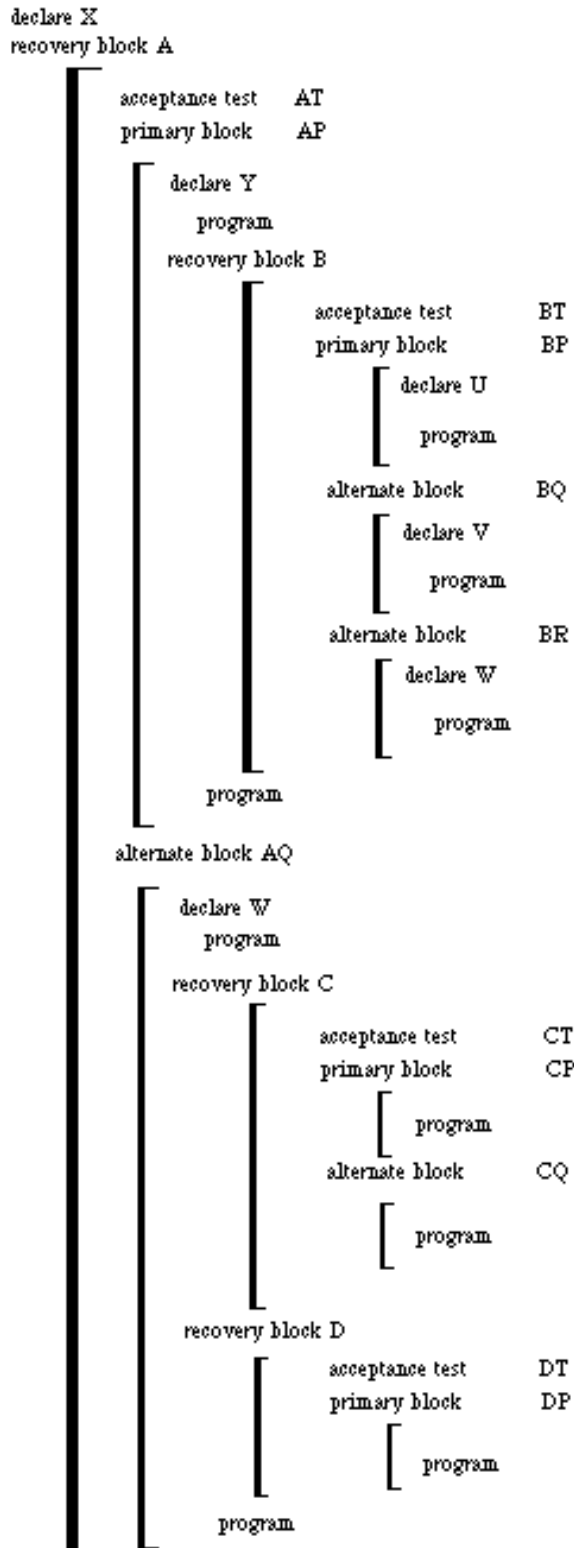 declare X
recovery block A
acceptance test AT
primary block AP
declare Y
program
recovery block B
acceptance test BT
primary block BP
declare U
program
alternate block BQ
declare V
program
alternate block BR
declare W
program
program
alternate block AQ
declare W
program
recovery block C
acceptance test CT
primary block CP
program
alternate block CQ
program
recovery block D
acceptance test DT
primary block DP
program
program